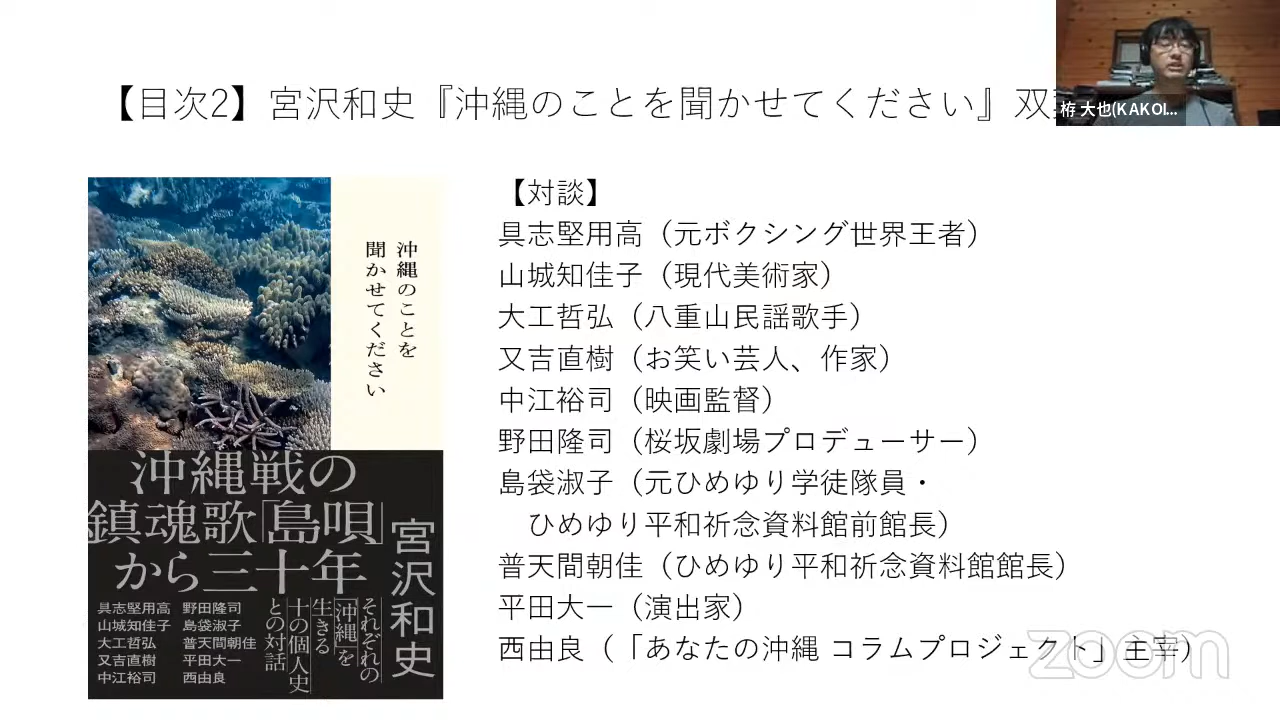 【目次2】宮沢和史『沖縄のことを聞かせてください』双
栫 大也(KAKOI...
沖縄のことを
聞かせてください
沖縄戦の
鎮魂歌「島唄」
から三十年
宮沢和史
それぞれの
「沖縄」を
生きる
十の個人史
との対話
具志堅用高 野田隆司
山城知佳子 島袋淑子
大工哲弘 普天間朝佳
又吉直樹 平田大一
中江裕司 西由良
【対談】
具志堅用高（元ボクシング世界王者）
山城知佳子（現代美術家）
大工哲弘（八重山民謡歌手）
又吉直樹（お笑い芸人、作家）
中江裕司（映画監督）
野田隆司（桜坂劇場プロデューサー）
島袋淑子（元ひめゆり学徒隊員・
ひめゆり平和祈念資料館前館長）
普天間朝佳（ひめゆり平和祈念資料館館長）
平田大一（演出家）
西由良（「あなたの沖縄 コラムプロジェクト」主宰）
zoom